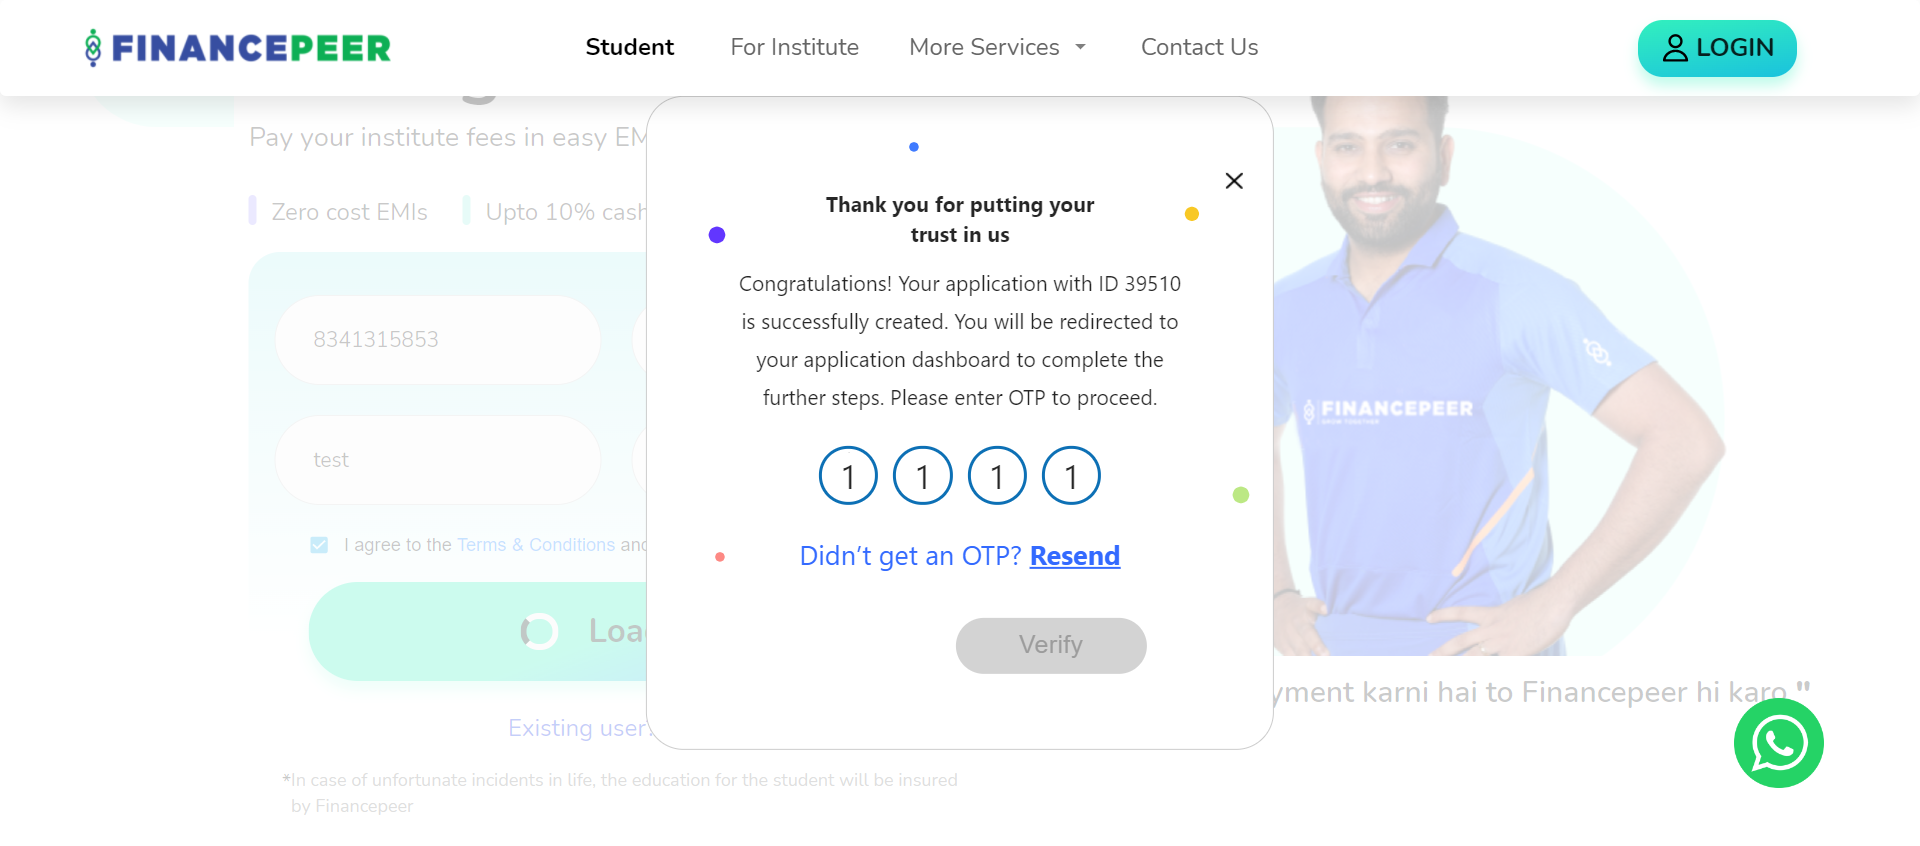 FINANCEPEER
Student
For Institute
More Services
Contact Us
LOGIN
Pay your institute fees in easy EM
Zero cost EMIs
Upto 10% cash
8341315853
test
I agree to the Terms & Conditions and
Loa
Existing user?
*In case of unfortunate incidents in life, the education for the student will be insured
by Financepeer
Thank you for putting your
trust in us
Congratulations! Your application with ID 39510
is successfully created. You will be redirected to
your application dashboard to complete the
further steps. Please enter OTP to proceed.
1 1 1 1
Didn’t get an OTP? Resend
Verify
FINANCEPEER
GROW TOGETHER
yment karni hai to Financepeer hi karo "